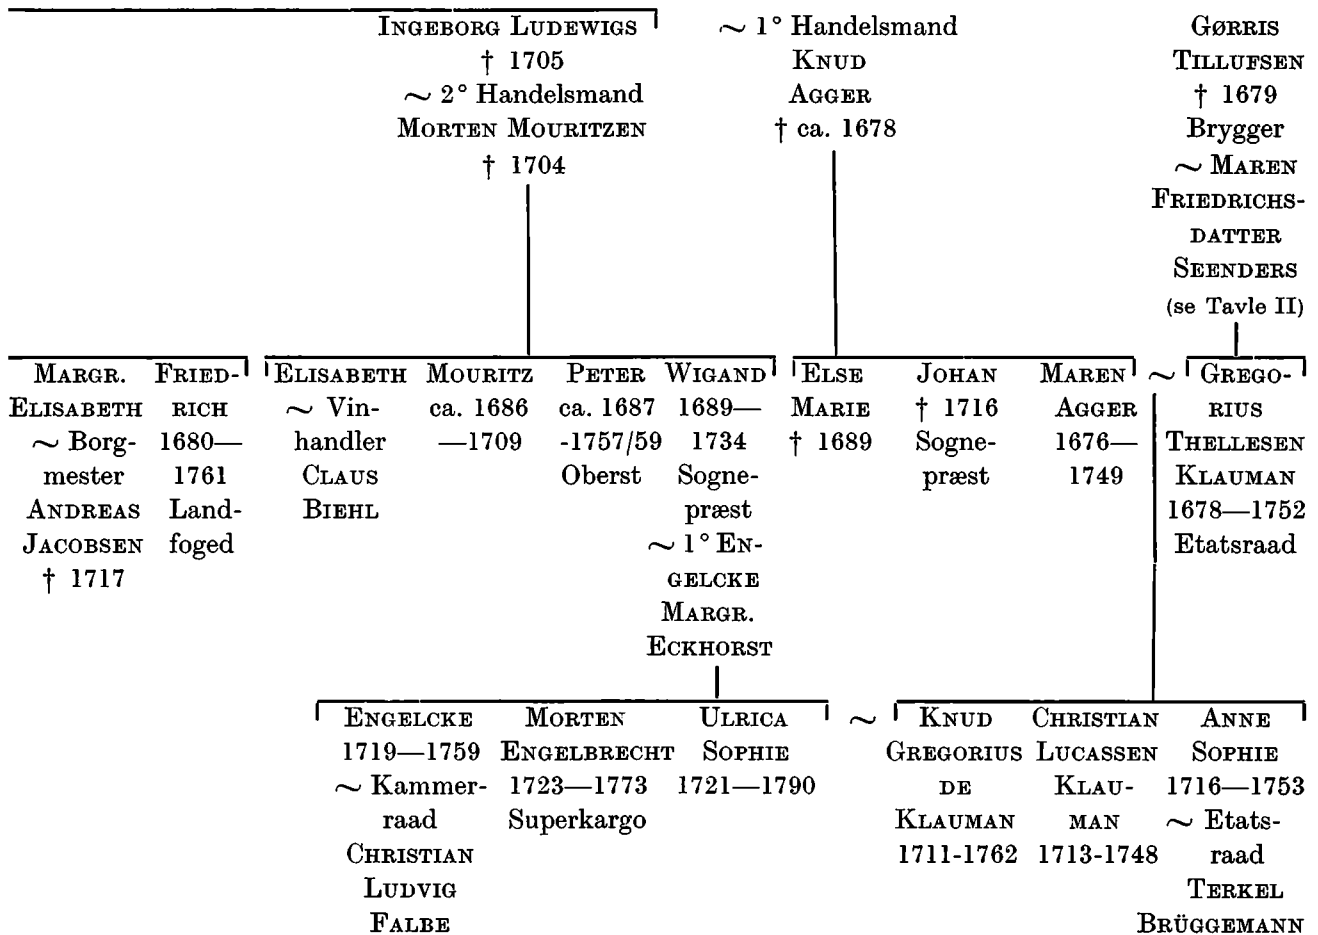 INGEBORG LUDEWIGS
† 1705
~ 2° Handelsmand
MORTEN MOURITZEN
† 1704
~ 1° Handelsmand
KNUD
AGGER
† ca. 1678
GØRRIS
TILLUFSEN
† 1679
Brygger
~ MAREN
FRIEDRICHS-
DATTER
SEENDERS
(se Tavle II)
MARGR.
ELISABETH
~ Borg-
mester
ANDREAS
JACOBSEN
† 1717
FRIED-
RICH
1680—
1761
Land-
foged
ELISABETH
~ Vin-
handler
CLAUS
BIEHL
MOURITZ
ca. 1686
—1709
PETER
ca. 1687
-1757/59
Oberst
WIGAND
1689—
1734
Sogne-
præst
~ 1° EN-
GELCKE
MARGR.
ECKHORST
ELSE
MARIE
† 1689
JOHAN
† 1716
Sogne-
præst
MAREN
AGGER
1676—
1749
~
GREGO-
RIUS
THELLESEN
KLAUMAN
1678—1752
Etatsraad
ENGELCKE
1719—1759
~ Kammer-
raad
CHRISTIAN
LUDVIG
FALBE
MORTEN
ENGELBRECHT
1723—1773
Superkargo
ULRICA
SOPHIE
1721—1790
~
KNUD
GREGORIUS
DE
KLAUMAN
1711-1762
CHRISTIAN
LUCASSEN
KLAU-
MAN
1713-1748
ANNE
SOPHIE
1716—1753
~ Etats-
raad
TERKEL
BRÜGGEMANN